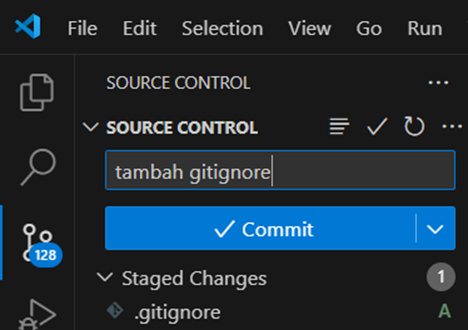 File Edit Selection View Go Run
SOURCE CONTROL ...
SOURCE CONTROL ...
tambah gitignore
Commit
128
Staged Changes 1
.gitignore A